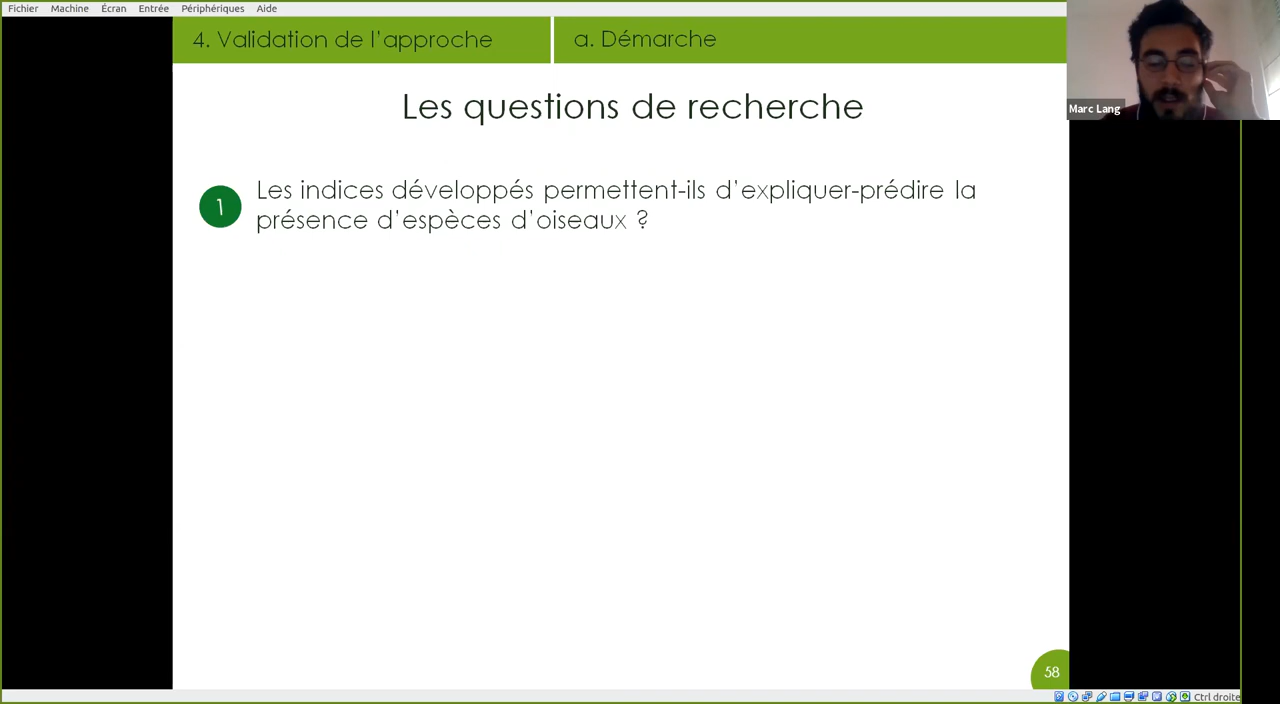 Fichier Machine Écran Entrée Périphériques Aide
4. Validation de l’approche
a. Démarche
Marc Lang
Les questions de recherche
1
Les indices développés permettent-ils d’expliquer-prédire la
présence d’espèces d’oiseaux ?
58
Ctrl droite